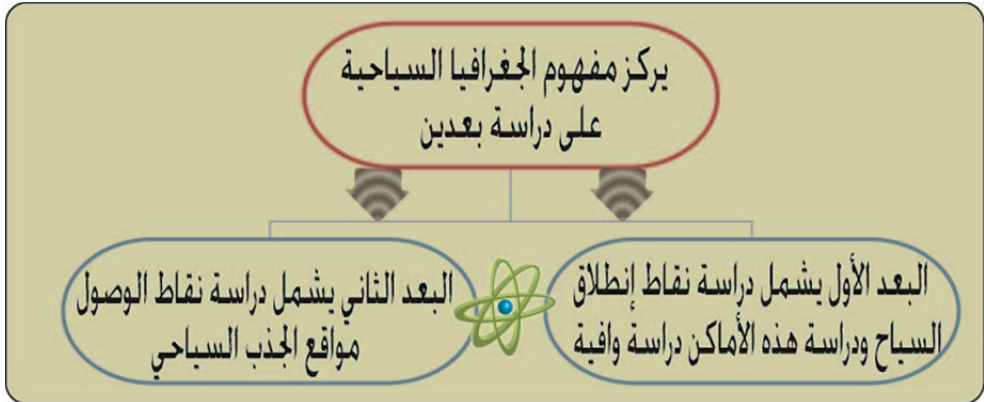 يركز مفهوم الجغرافيا السياحية
على دراسة بعدين
البعد الأول يشمل دراسة نقاط إنطلاق
السياح ودراسة هذه الأماكن دراسة وافية
البعد الثاني يشمل دراسة نقاط الوصول
مواقع الجذب السياحي